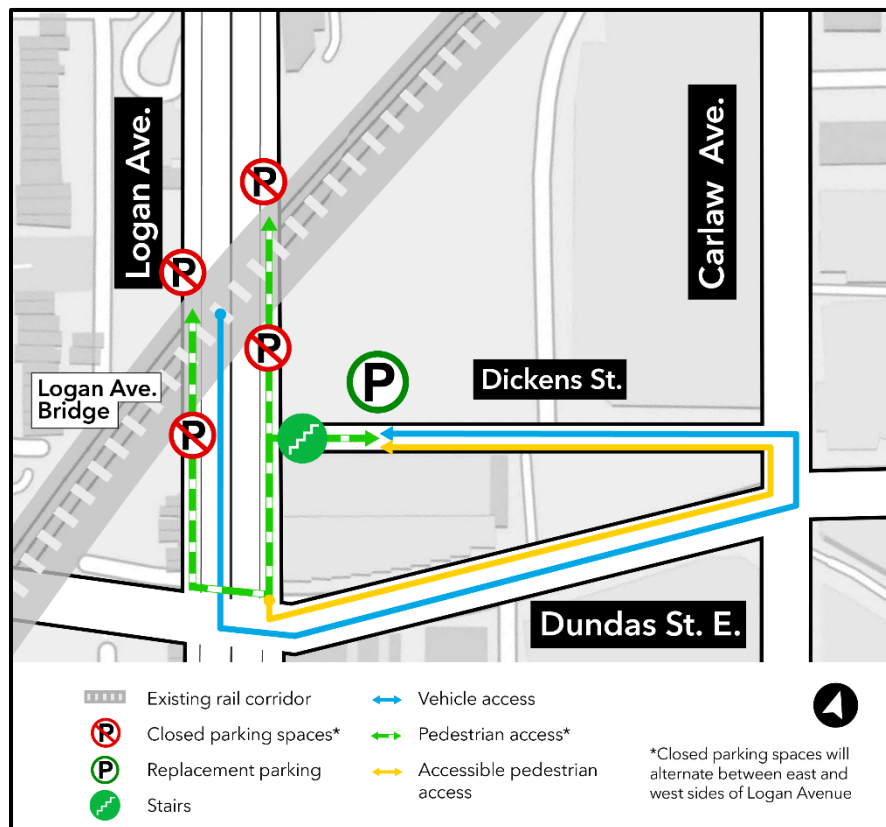 Logan Ave.
Carlaw Ave.
P
P
P
P
Logan Ave.
Bridge
P
Dickens St.
Dundas St. E.
Existing rail corridor
P Closed parking spaces*
P Replacement parking
Stairs
Vehicle access
Pedestrian access*
Accessible pedestrian
access
*Closed parking spaces will
alternate between east and
west sides of Logan Avenue